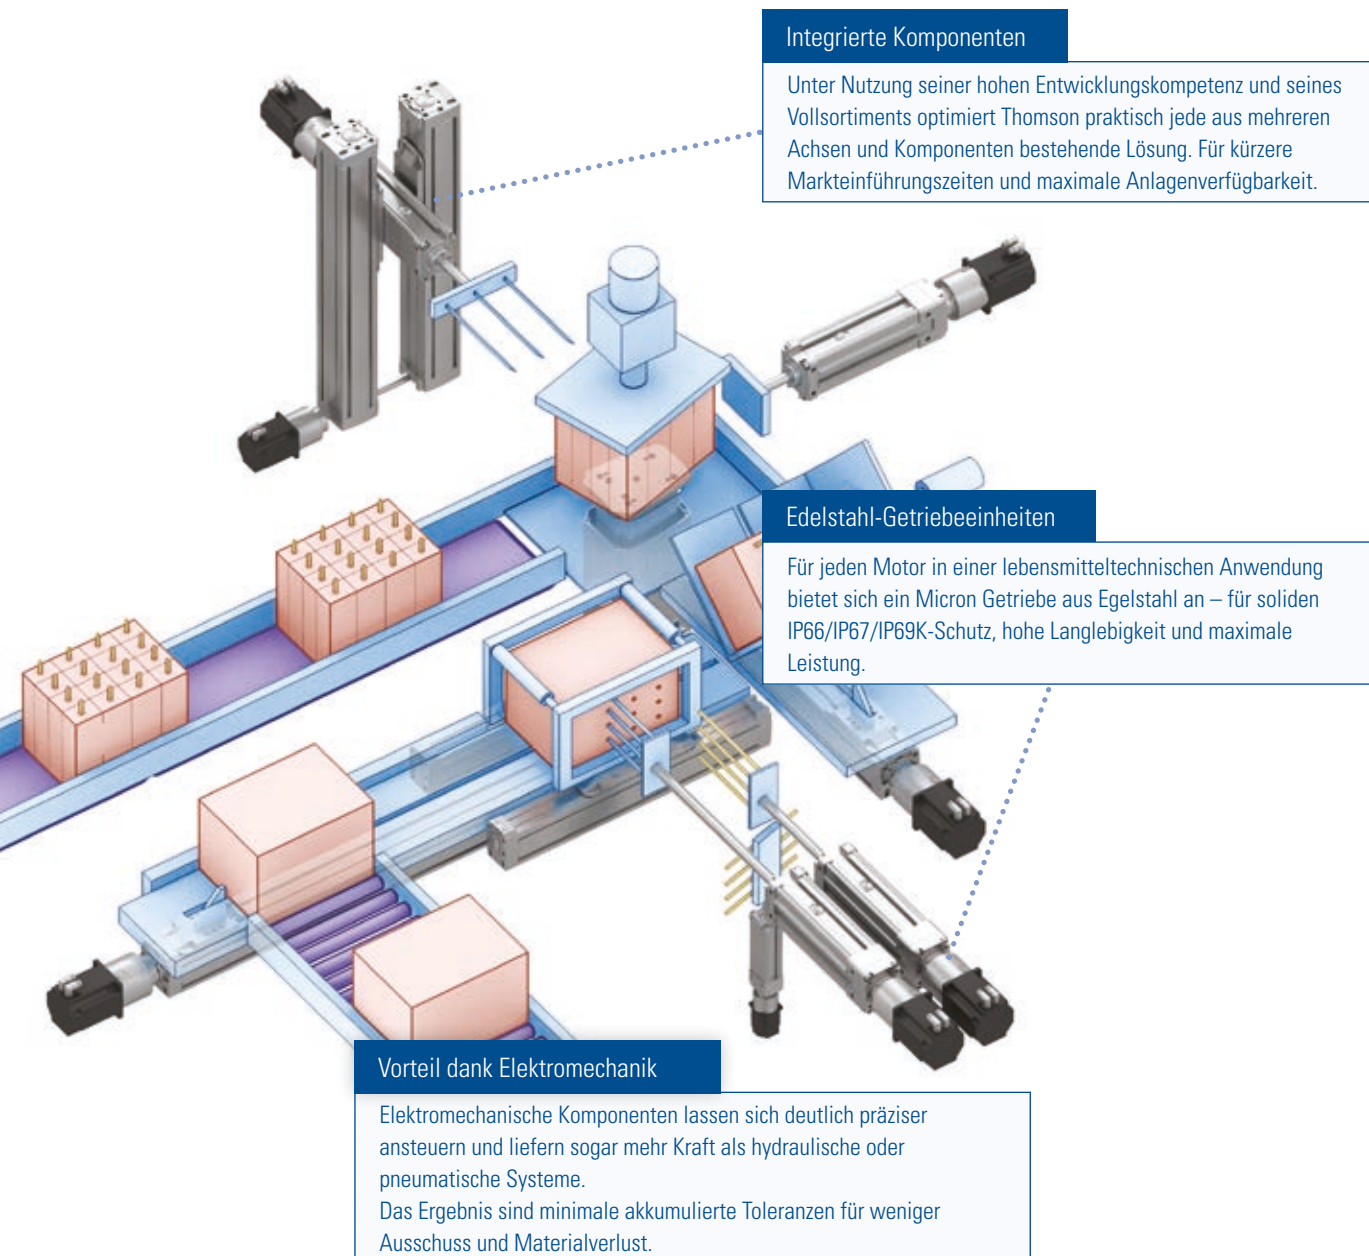 Integrierte Komponenten
Unter Nutzung seiner hohen Entwicklungskompetenz und seines
Vollsortiments optimiert Thomson praktisch jede aus mehreren
Achsen und Komponenten bestehende Lösung. Für kürzere
Markteinführungszeiten und maximale Anlagenverfügbarkeit.
Edelstahl-Getriebeeinheiten
Für jeden Motor in einer lebensmitteltechnischen Anwendung
bietet sich ein Micron Getriebe aus Egelstahl an – für soliden
IP66/IP67/IP69K-Schutz, hohe Langlebigkeit und maximale
Leistung.
Vorteil dank Elektromechanik
Elektromechanische Komponenten lassen sich deutlich präziser
ansteuern und liefern sogar mehr Kraft als hydraulische oder
pneumatische Systeme.
Das Ergebnis sind minimale akkumulierte Toleranzen für weniger
Ausschuss und Materialverlust.